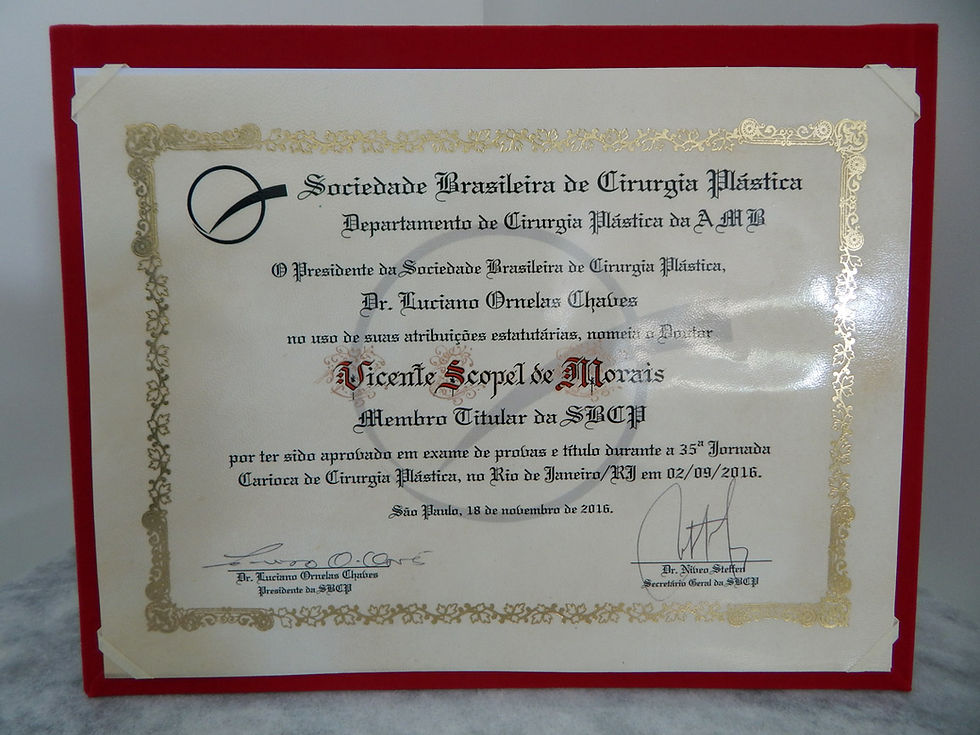 Sociedade Brasileira de Cirurgia Plástica
Departamento de Cirurgia Plástica da AMB
O Presidente da Sociedade Brasileira de Cirurgia Plástica,
Dr. Luciano Ornelas Chaves
no uso de suas atribuições estatutárias, nomeia o Doutor
Vicente Scopel de Morais
Membro Titular da SBCP
por ter sido aprovado em exame de provas e título durante a 35ª Jornada
Carioca de Cirurgia Plástica, no Rio de Janeiro/RJ em 02/09/2016.
São Paulo, 18 de novembro de 2016.
Dr. Luciano Ornelas Chaves
Presidente da SBCP
Dr. Niveo Steffen
Secretário Geral da SBCP